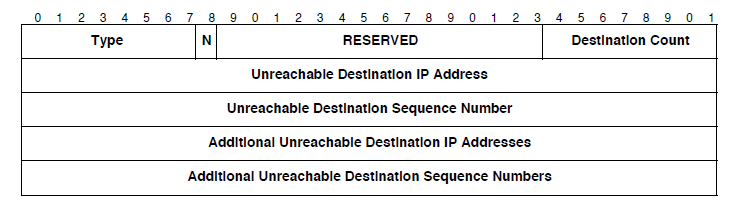 0 1 2 3 4 5 6 7 8 9 0 1 2 3 4 5 6 7 8 9 0 1 2 3 4 5 6 7 8 9 0 1
Type N RESERVED Destination Count
Unreachable Destination IP Address
Unreachable Destination Sequence Number
Additional Unreachable Destination IP Addresses
Additional Unreachable Destination Sequence Numbers